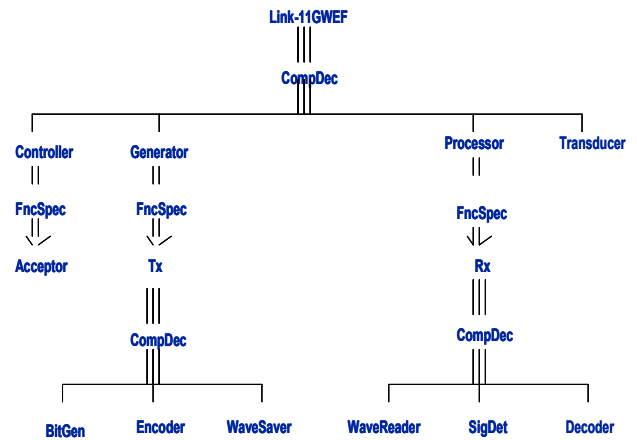 Link-11GWEF
CompDec
Controller Generator Processor Transducer
FncSpec FncSpec FncSpec
Acceptor Tx Rx
CompDec CompDec
BitGen Encoder WaveSaver WaveReader SigDet Decoder